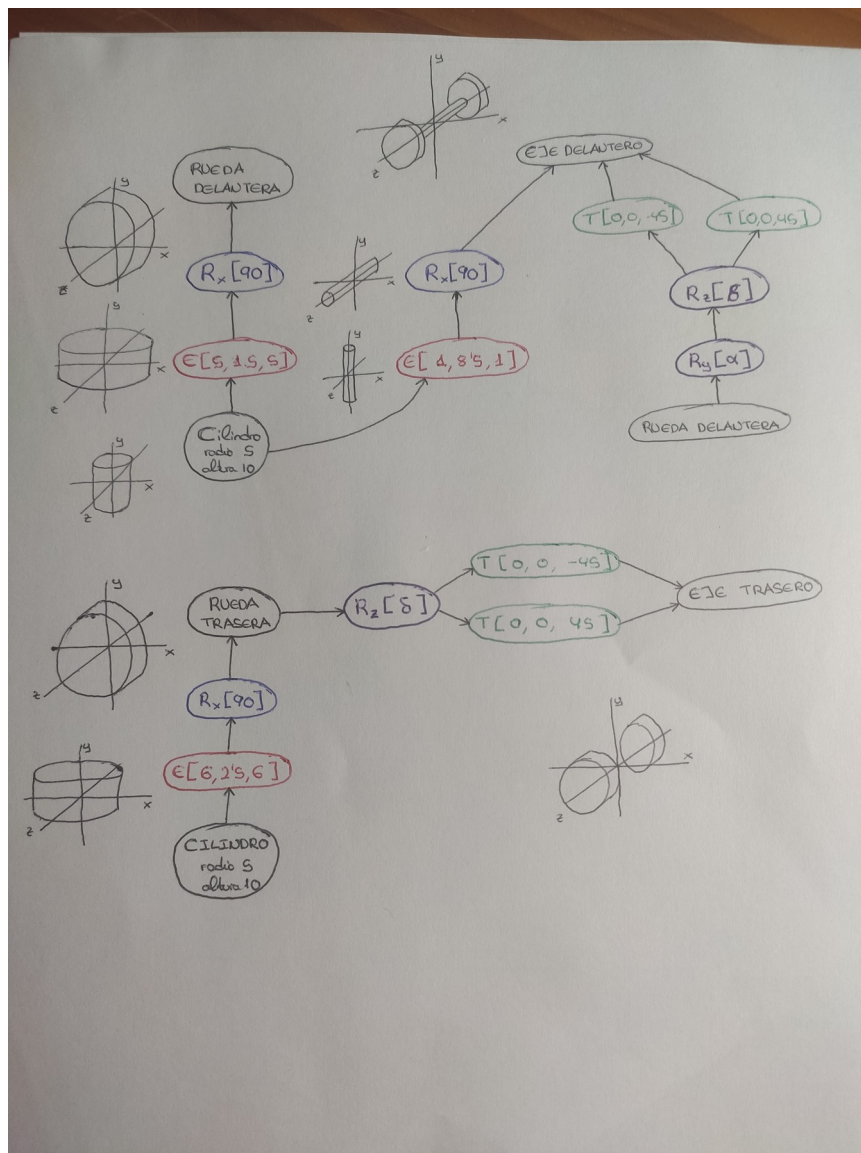 y
x
z
EJE DELANTERO
RUEDA
DELANTERA
y
x
z
T[0,0,-45]
T[0,0,45]
Rx[90]
y
x
z
Rx[90]
Rz[β]
y
x
z
E[5,1.5,5]
y
x
z
E[1,8'5,1]
Ry[α]
Cilindro
radio 5
altura 10
RUEDA DELANTERA
y
x
z
y
x
z
RUEDA
TRASERA
Rz[δ]
T[0, 0, -45]
T[0, 0, 45]
EJE TRASERO
Rx[90]
y
x
z
y
x
z
E[6,2'5,6]
CILINDRO
radio 5
altura 10